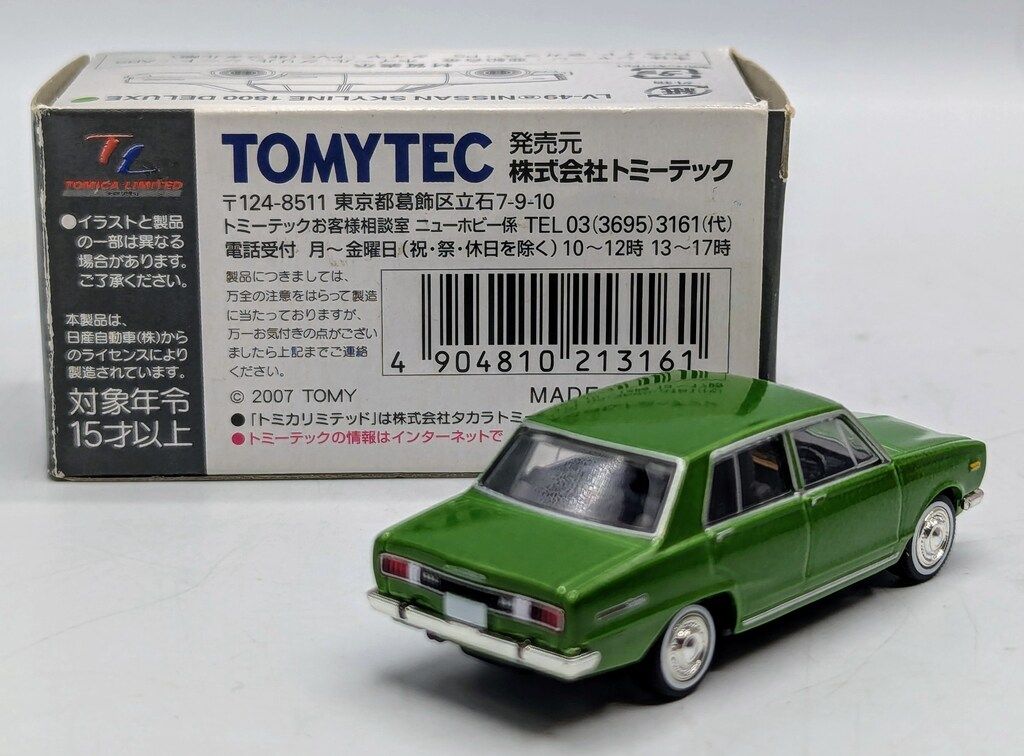 LV-49a NISSAN SKYLINE 1800 DELUXE
紙
TL
TOMICA LIMITED
●イラストと製品
の一部は異なる
場合があります。
ご了承ください。
本製品は、
日産自動車(株)から
のライセンスにより
製造されています。
対象年令
15才以上
TOMYTEC 発売元
株式会社トミーテック
〒124-8511 東京都葛飾区立石7-9-10
トミーテックお客様相談室 ニューホビー係 TEL 03(3695)3161(代)
電話受付 月〜金曜日(祝・祭・休日を除く) 10〜12時 13〜17時
製品につきましては、
万全の注意をはらって製造
に当たっておりますが、
万一お気付きの点がござい
ましたら上記までご連絡
ください。
4 904810 213161
© 2007 TOMY MADE
●「トミカリミテッド」は株式会社タカラトミー
●トミーテックの情報はインターネットで